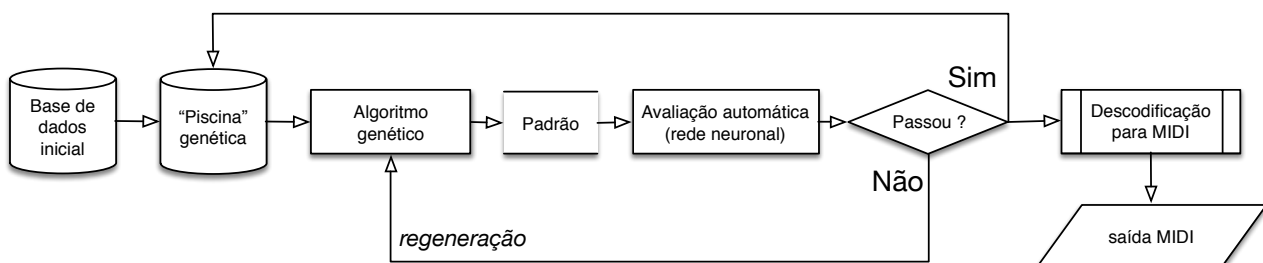 Base de
dados
inicial
“Piscina”
genética
Algoritmo
genético
Padrão
Avaliação automática
(rede neuronal)
Passou ?
Sim
Não
Descodificação
para MIDI
regeneração
saída MIDI